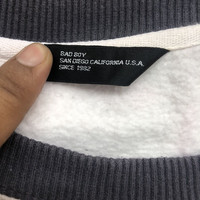 BAD BOY
SAN DIEGO CALIFORNIA U.S.A.
SINCE 1982